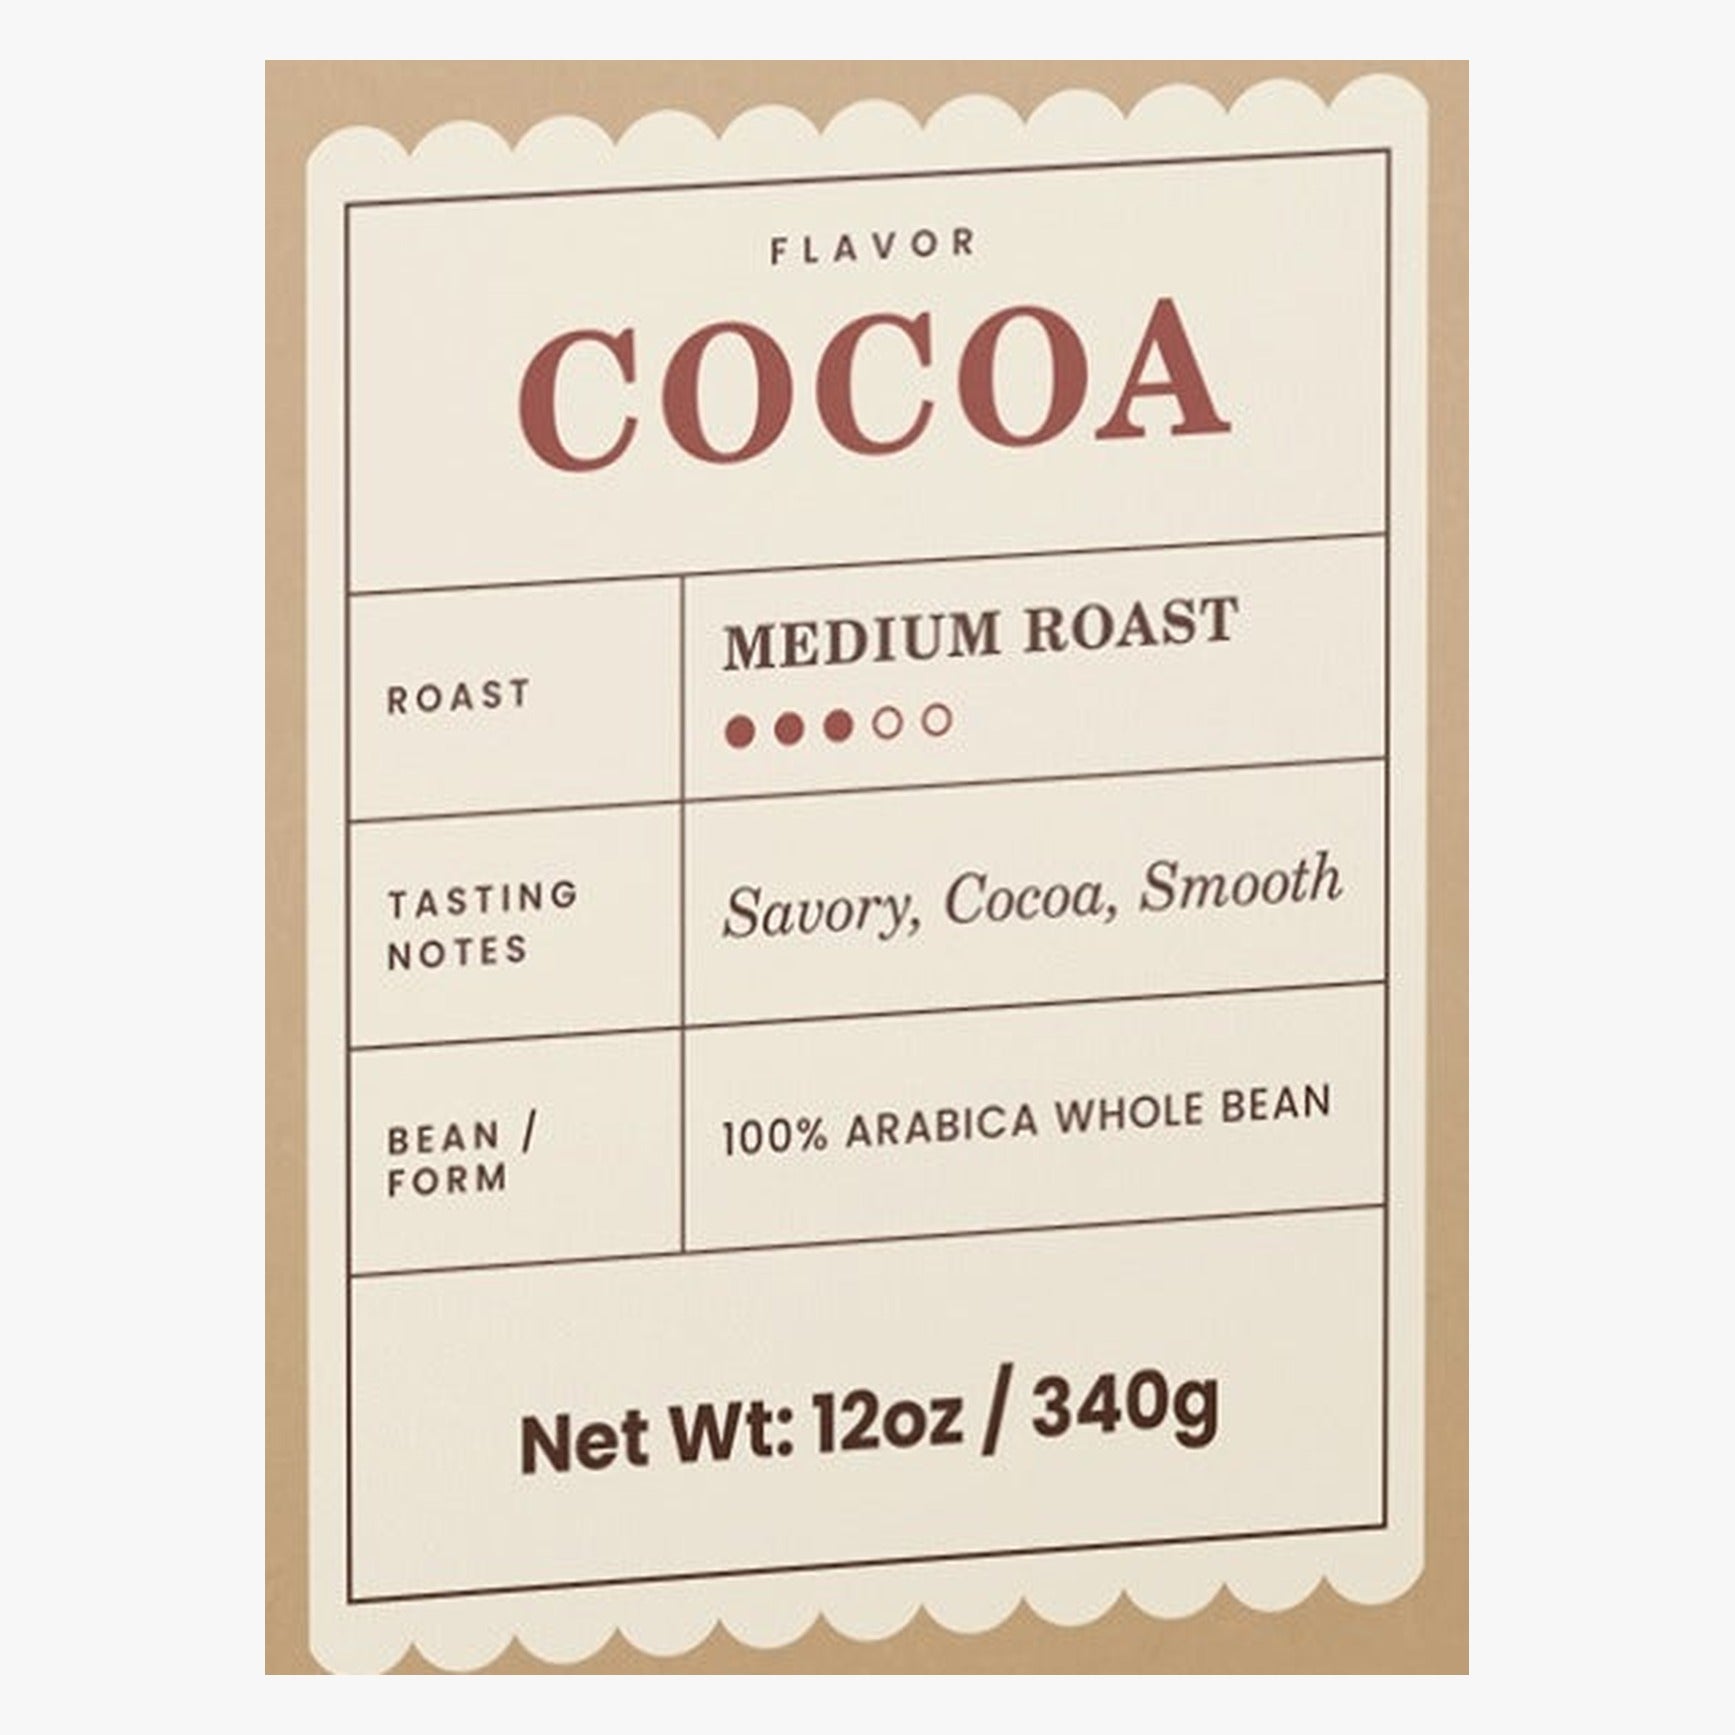 FLAVOR
COCOA
ROAST
MEDIUM ROAST
TASTING
NOTES
Savory, Cocoa, Smooth
BEAN /
FORM
100% ARABICA WHOLE BEAN
Net Wt: 12oz / 340g